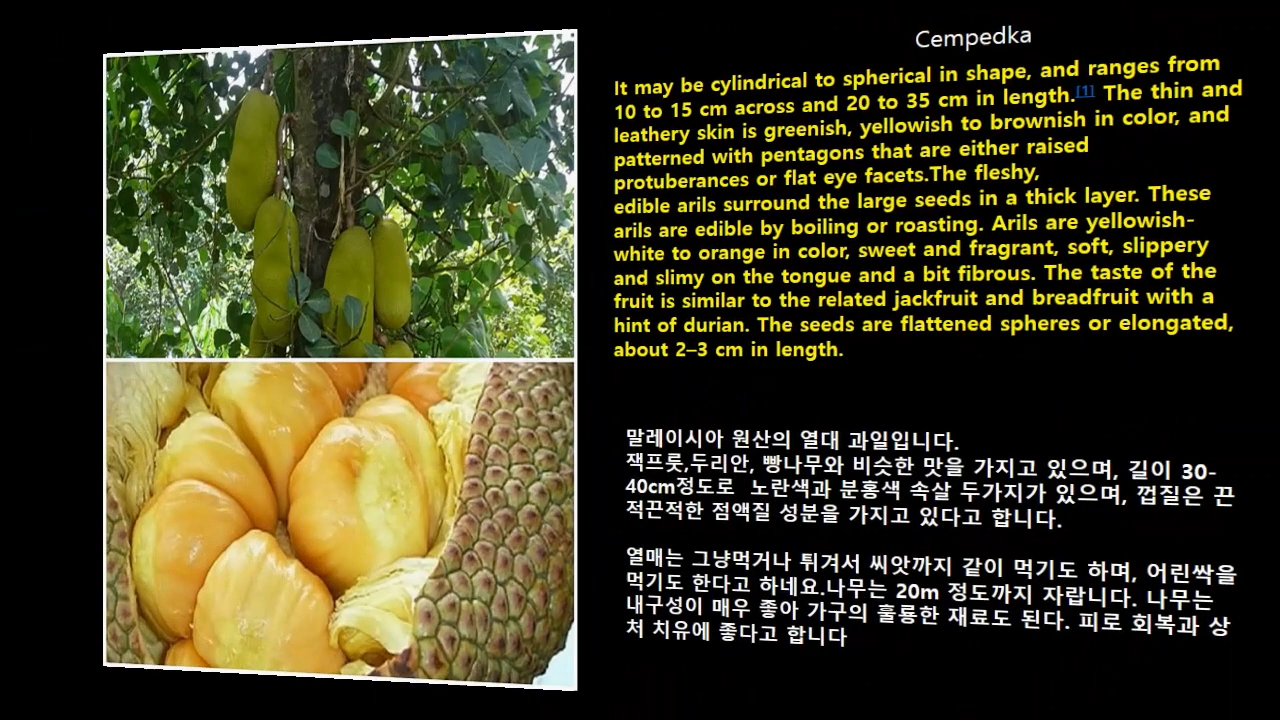 Cempedka
It may be cylindrical to spherical in shape, and ranges from
10 to 15 cm across and 20 to 35 cm in length.[1] The thin and
leathery skin is greenish, yellowish to brownish in color, and
patterned with pentagons that are either raised
protuberances or flat eye facets.The fleshy,
edible arils surround the large seeds in a thick layer. These
arils are edible by boiling or roasting. Arils are yellowish-
white to orange in color, sweet and fragrant, soft, slippery
and slimy on the tongue and a bit fibrous. The taste of the
fruit is similar to the related jackfruit and breadfruit with a
hint of durian. The seeds are flattened spheres or elongated,
about 2–3 cm in length.
말레이시아 원산의 열대 과일입니다.
잭프룻,두리안, 빵나무와 비슷한 맛을 가지고 있으며, 길이 30-
40cm정도로 노란색과 분홍색 속살 두가지가 있으며, 껍질은 끈
적끈적한 점액질 성분을 가지고 있다고 합니다.
열매는 그냥먹거나 튀겨서 씨앗까지 같이 먹기도 하며, 어린싹을
먹기도 한다고 하네요.나무는 20m 정도까지 자랍니다. 나무는
내구성이 매우 좋아 가구의 훌륭한 재료도 된다. 피로 회복과 상
처 치유에 좋다고 합니다